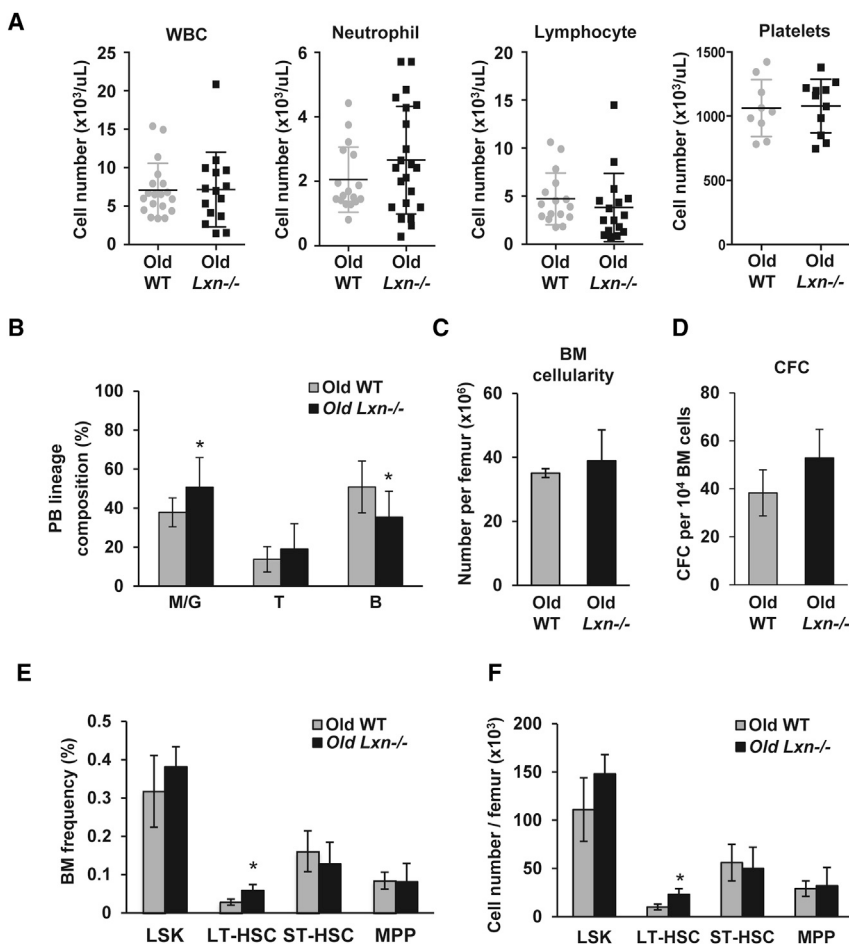 A
WBC
Cell number (x10³/uL)
25
20
15
10
5
0
Old
WT
Old
Lxn-/-
Neutrophil
Cell number (x10³/uL)
6
4
2
0
Old
WT
Old
Lxn-/-
Lymphocyte
Cell number (x10³/uL)
20
15
10
5
0
Old
WT
Old
Lxn-/-
Platelets
Cell number (x10³/uL)
1500
1000
500
0
Old
WT
Old
Lxn-/-
B
PB lineage
composition (%)
100
80
60
40
20
0
Old WT
Old Lxn-/-
*
*
M/G
T
B
C
BM
cellularity
Number per femur (x10⁶)
60
40
20
0
Old
WT
Old
Lxn-/-
D
CFC
CFC per 10⁴ BM cells
80
60
40
20
0
Old
WT
Old
Lxn-/-
E
BM frequency (%)
0.5
0.4
0.3
0.2
0.1
0
Old WT
Old Lxn-/-
*
LSK
LT-HSC
ST-HSC
MPP
F
Cell number / femur (x10³)
200
150
100
50
0
Old WT
Old Lxn-/-
*
LSK
LT-HSC
ST-HSC
MPP